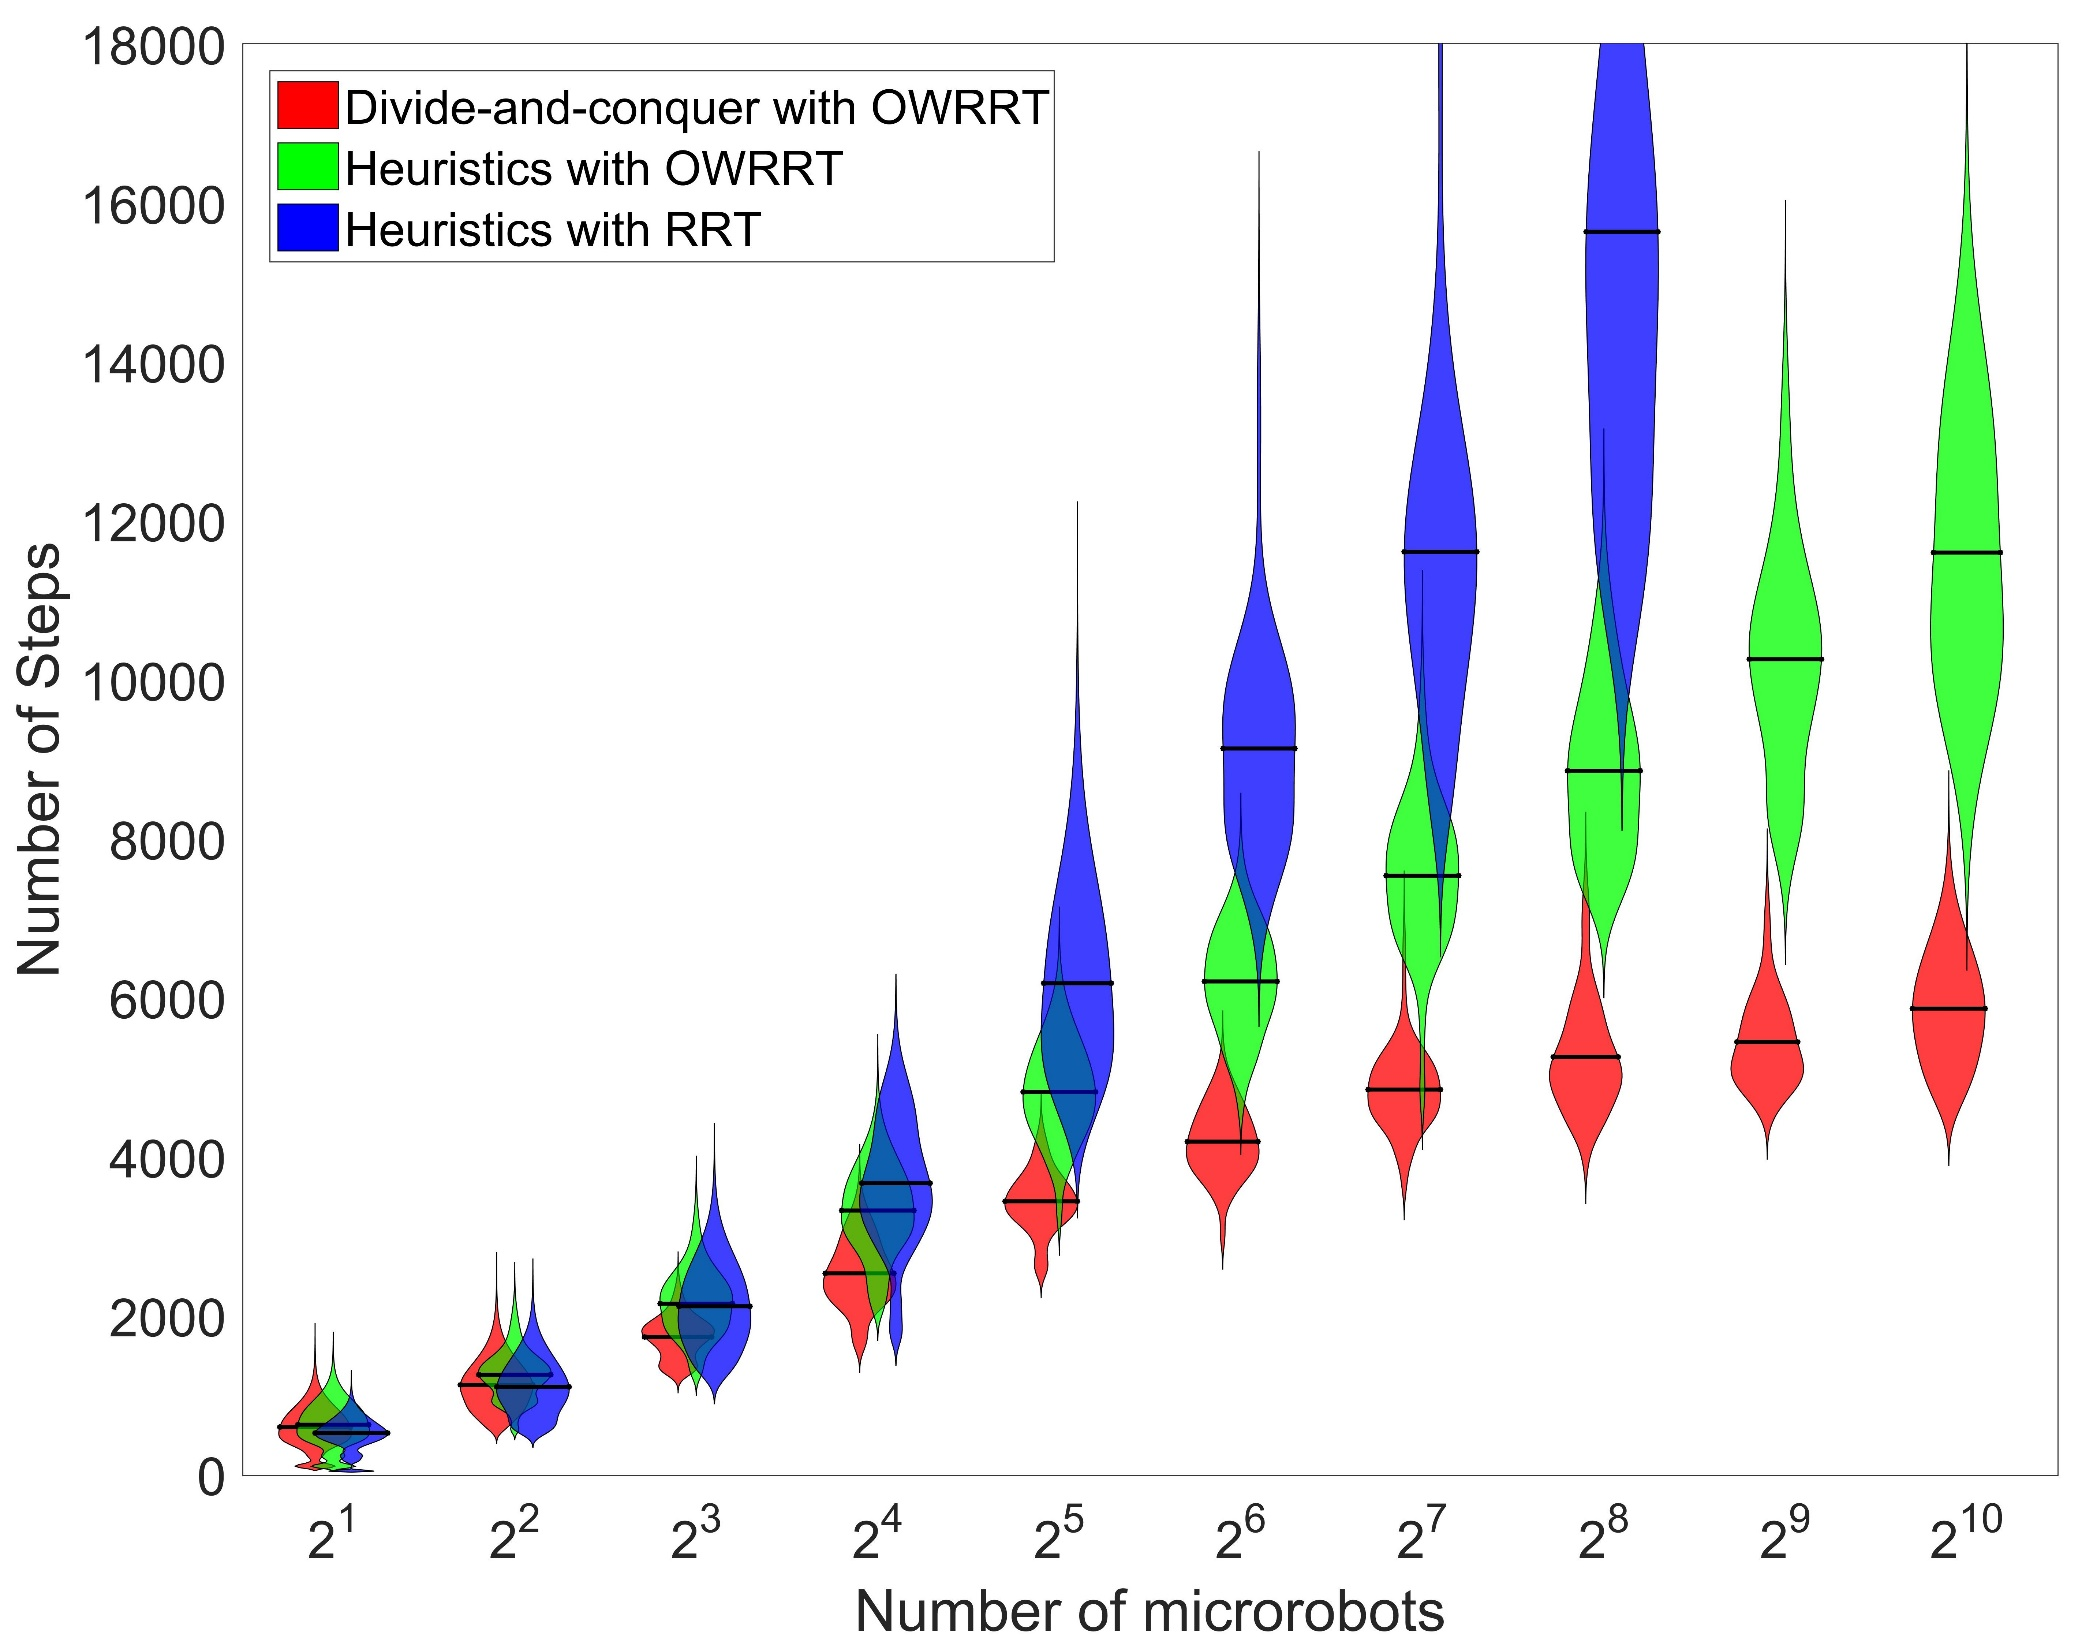 18000
16000
14000
12000
10000
8000
6000
4000
2000
0
Number of Steps
Divide-and-conquer with OWRRT
Heuristics with OWRRT
Heuristics with RRT
2^1 2^2 2^3 2^4 2^5 2^6 2^7 2^8 2^9 2^10
Number of microrobots